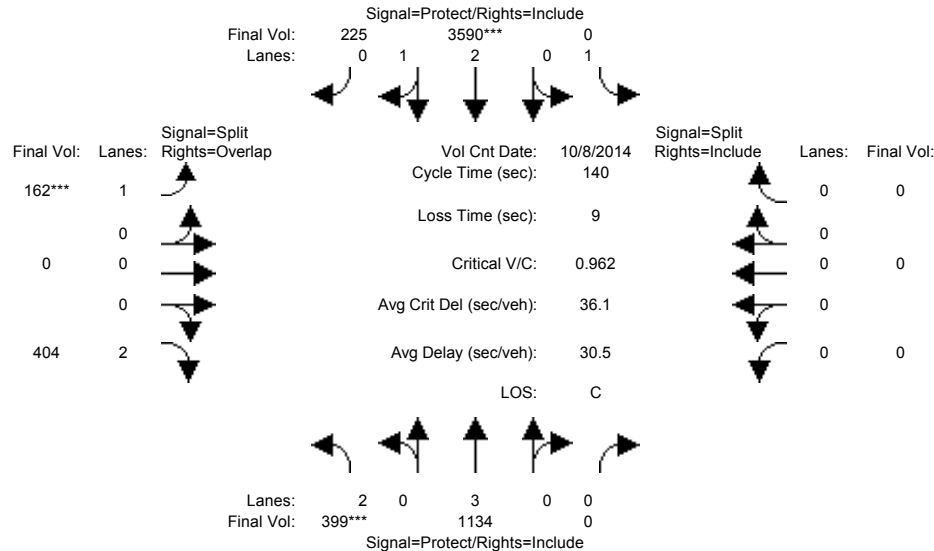 Signal=Protect/Rights=Include
Final Vol: 225 3590*** 0
Lanes: 0 1 2 0 1
Signal=Split Signal=Split
Final Vol: Lanes: Rights=Overlap Vol Cnt Date: 10/8/2014 Rights=Include Lanes: Final Vol:
Cycle Time (sec): 140
162*** 1 0 0
Loss Time (sec): 9
0 0
0 0 Critical V/C: 0.962 0 0
0 Avg Crit Del (sec/veh): 36.1 0
404 2 Avg Delay (sec/veh): 30.5 0 0
LOS: C
Lanes: 2 0 3 0 0
Final Vol: 399*** 1134 0
Signal=Protect/Rights=Include